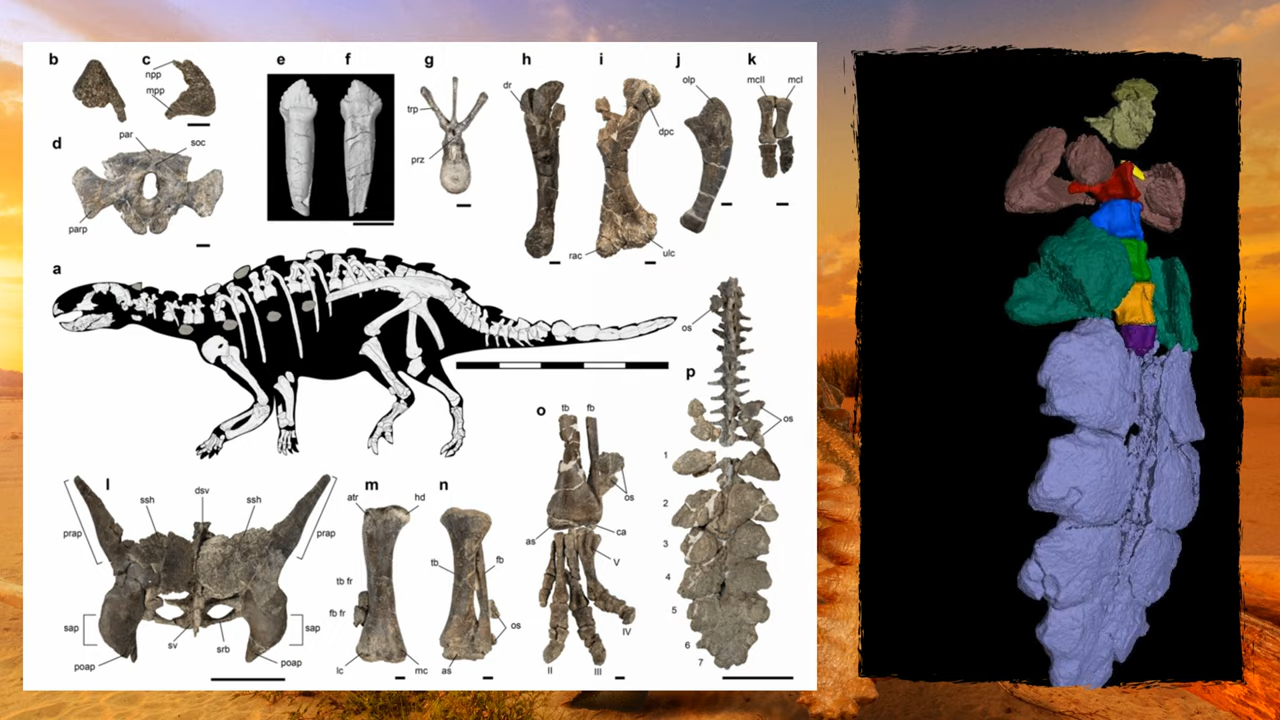 b
c
npp
mpp
d
par
soc
parp
e
f
g
trp
prz
h
dr
i
dpc
rac
ulc
j
olp
k
mcII
mcI
a
l
prap
ssh
dsv
ssh
prap
sap
sap
poap
sv
srb
poap
m
atr
hd
tb fr
fb fr
lc
mc
n
tb
fb
os
as
o
tb
fb
os
as
ca
V
IV
II
III
p
os
os
1
2
3
4
5
6
7